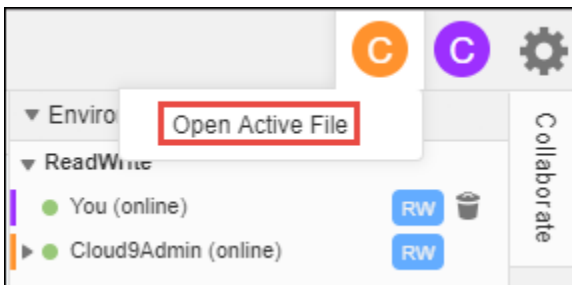 C C
Open Active File
Enviro
ReadWrite
You (online) RW
Cloud9Admin (online) RW
Collaborate